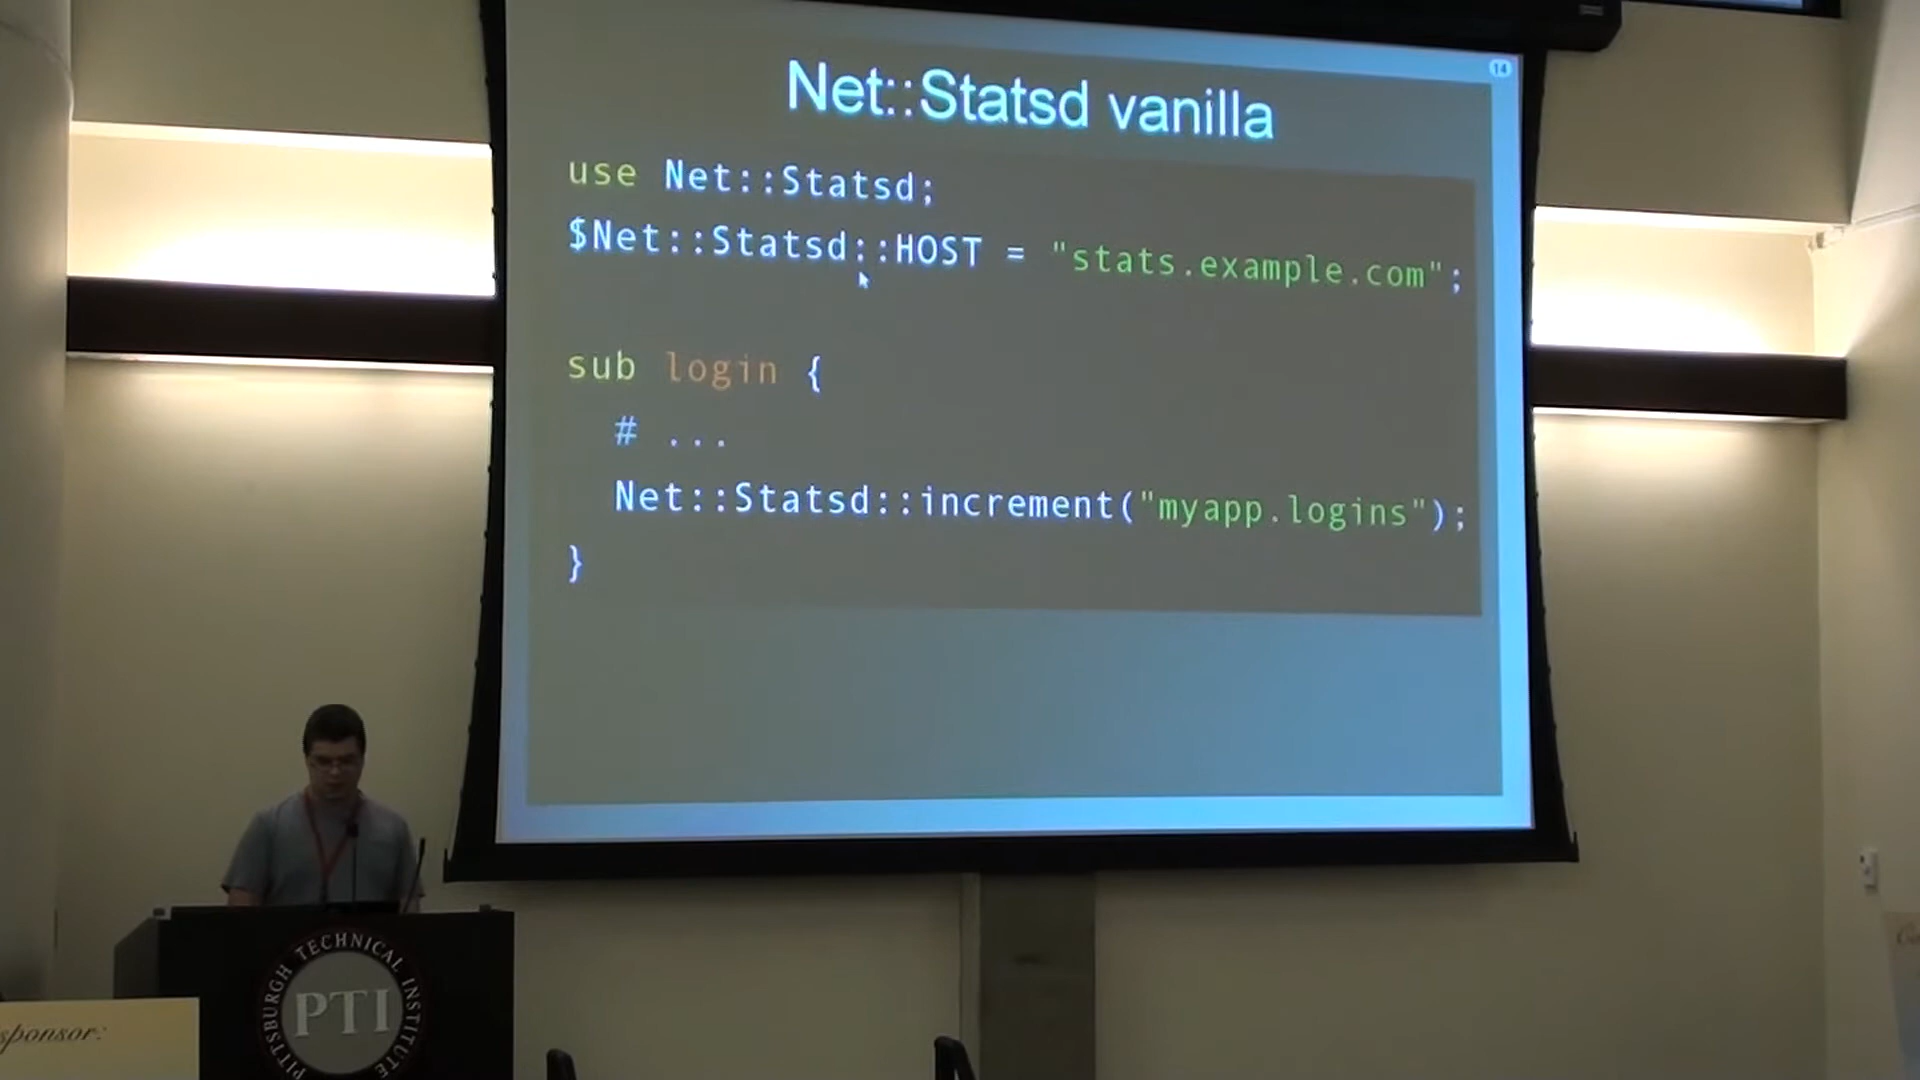 14
Net::Statsd vanilla
use Net::Statsd;
$Net::Statsd::HOST = "stats.example.com";
sub login {
# ...
Net::Statsd::increment("myapp.logins");
}
PITTSBURGH TECHNICAL INSTITUTE
PTI
sponsor: